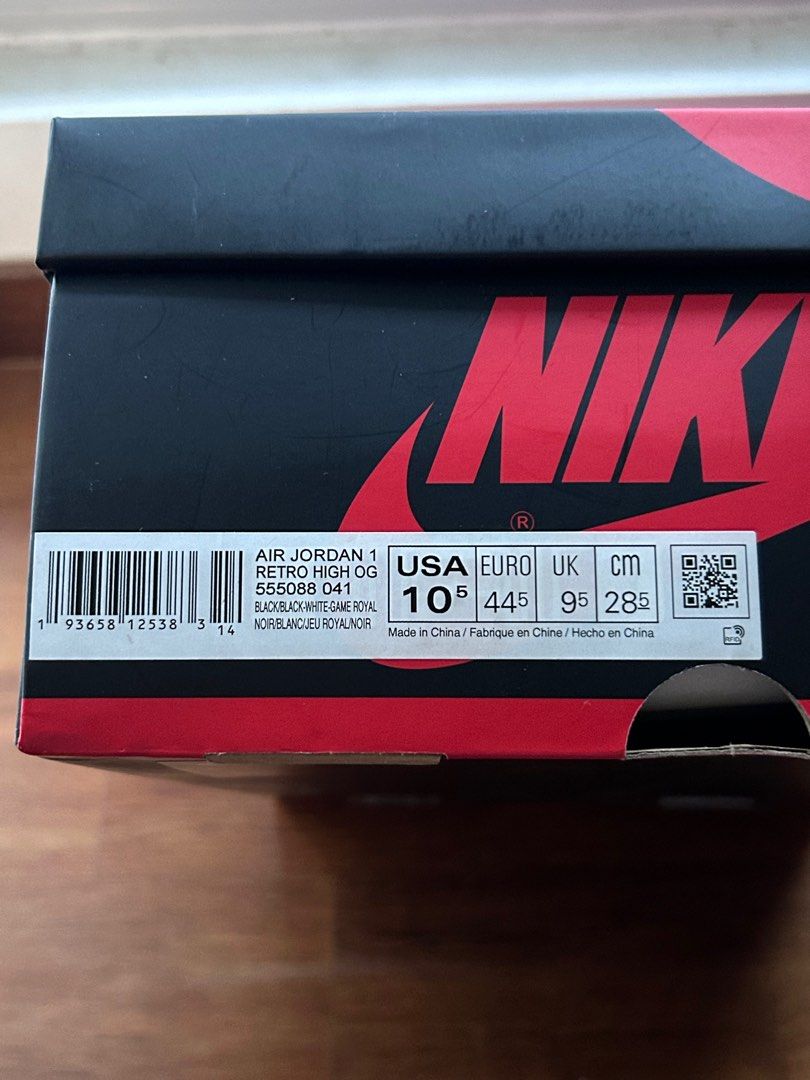 NIK
®
AIR JORDAN 1
RETRO HIGH OG
555088 041
BLACK/BLACK-WHITE-GAME ROYAL
NOIR/BLANC/JEU ROYAL/NOIR
1 93658 12538 3 14
USA EURO UK cm
10⁵ 44⁵ 9⁵ 28⁵
Made in China / Fabrique en Chine / Hecho en China
RFID